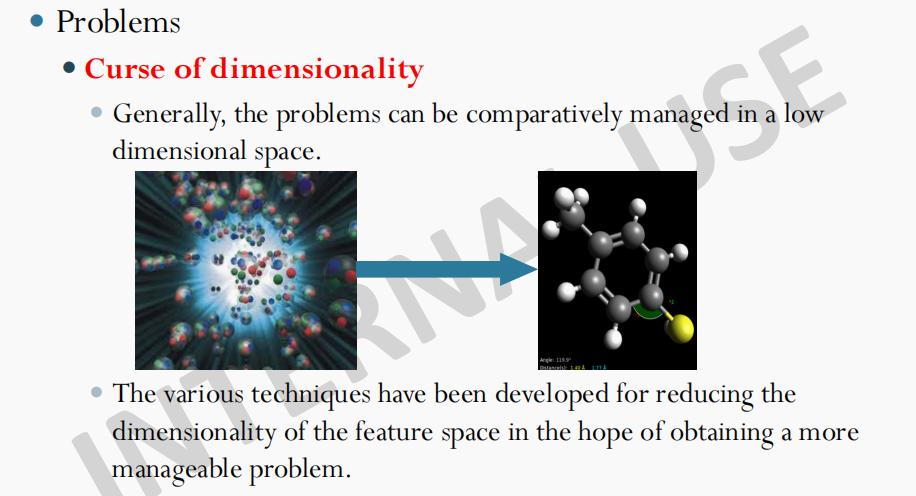 Problems
Curse of dimensionality
Generally, the problems can be comparatively managed in a low
dimensional space.
Angle: 119.9°
Distance(s): 1.40 Å 1.77 Å
The various techniques have been developed for reducing the
dimensionality of the feature space in the hope of obtaining a more
manageable problem.
INTERNAL USE